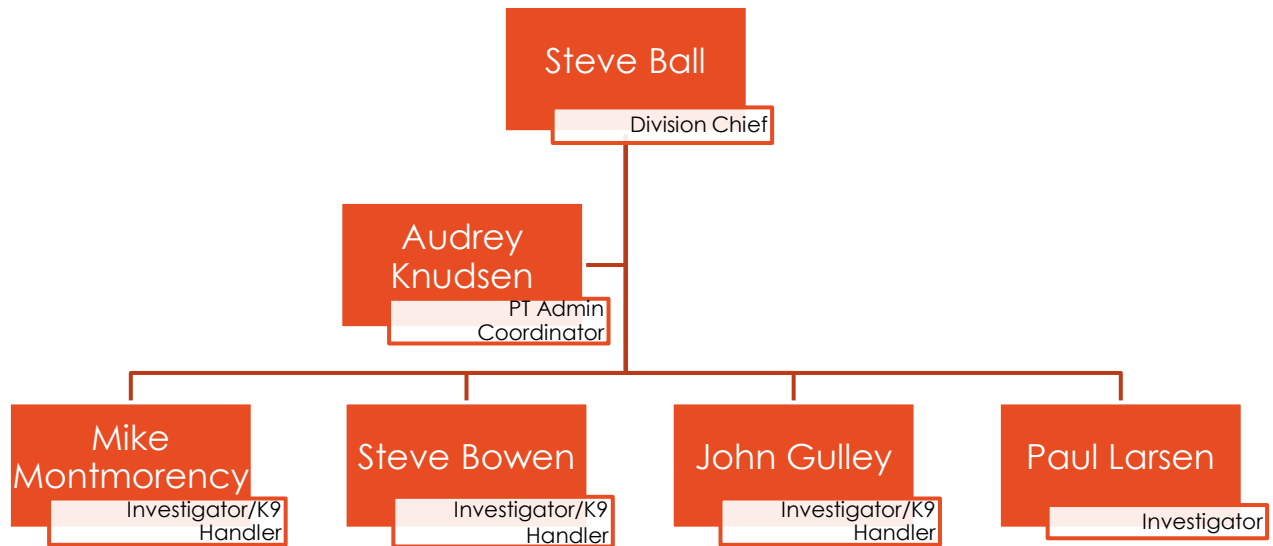 Steve Ball
Division Chief
Audrey
Knudsen
PT Admin
Coordinator
Mike
Montmorency
Investigator/K9
Handler
Steve Bowen
Investigator/K9
Handler
John Gulley
Investigator/K9
Handler
Paul Larsen
Investigator